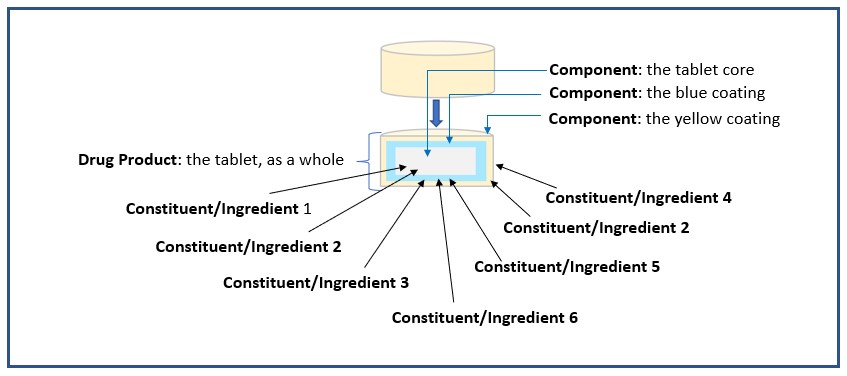 Component: the tablet core
Component: the blue coating
Component: the yellow coating
Drug Product: the tablet, as a whole
Constituent/Ingredient 1
Constituent/Ingredient 4
Constituent/Ingredient 2
Constituent/Ingredient 2
Constituent/Ingredient 5
Constituent/Ingredient 3
Constituent/Ingredient 6